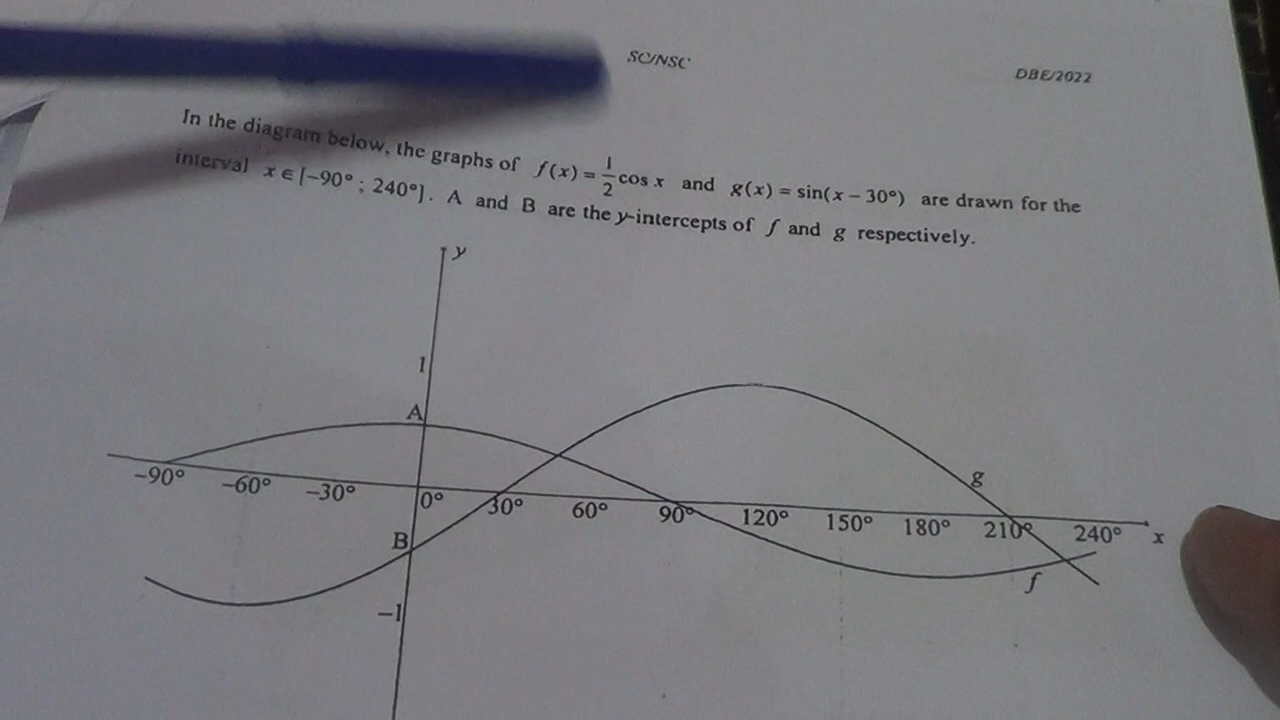 SC/NSC
DBE/2022
In the diagram below, the graphs of f(x) = 1/2 cos x and g(x) = sin(x − 30°) are drawn for the
interval x ∈ [−90° ; 240°]. A and B are the y-intercepts of f and g respectively.
y
1
A
g
−90° −60° −30° 0° 30° 60° 90° 120° 150° 180° 210° 240° x
B
f
−1